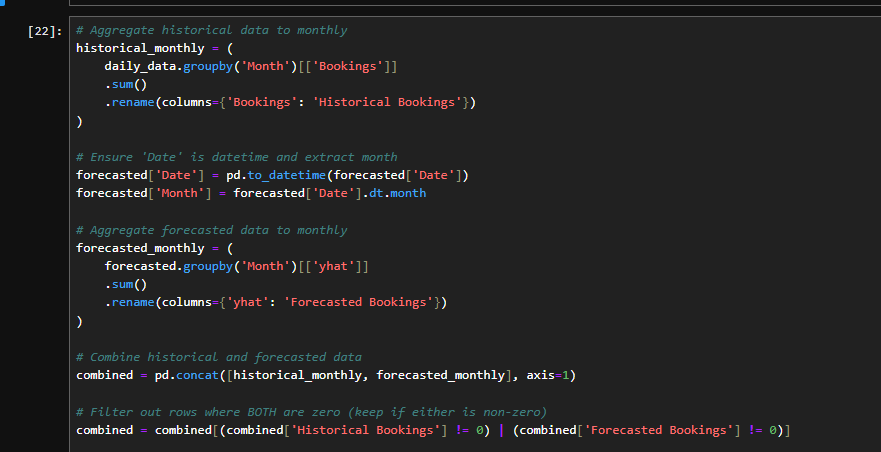 [22]: # Aggregate historical data to monthly
historical_monthly = (
    daily_data.groupby('Month')[['Bookings']]
    .sum()
    .rename(columns={'Bookings': 'Historical Bookings'})
)

# Ensure 'Date' is datetime and extract month
forecasted['Date'] = pd.to_datetime(forecasted['Date'])
forecasted['Month'] = forecasted['Date'].dt.month

# Aggregate forecasted data to monthly
forecasted_monthly = (
    forecasted.groupby('Month')[['yhat']]
    .sum()
    .rename(columns={'yhat': 'Forecasted Bookings'})
)

# Combine historical and forecasted data
combined = pd.concat([historical_monthly, forecasted_monthly], axis=1)

# Filter out rows where BOTH are zero (keep if either is non-zero)
combined = combined[(combined['Historical Bookings'] != 0) | (combined['Forecasted Bookings'] != 0)]